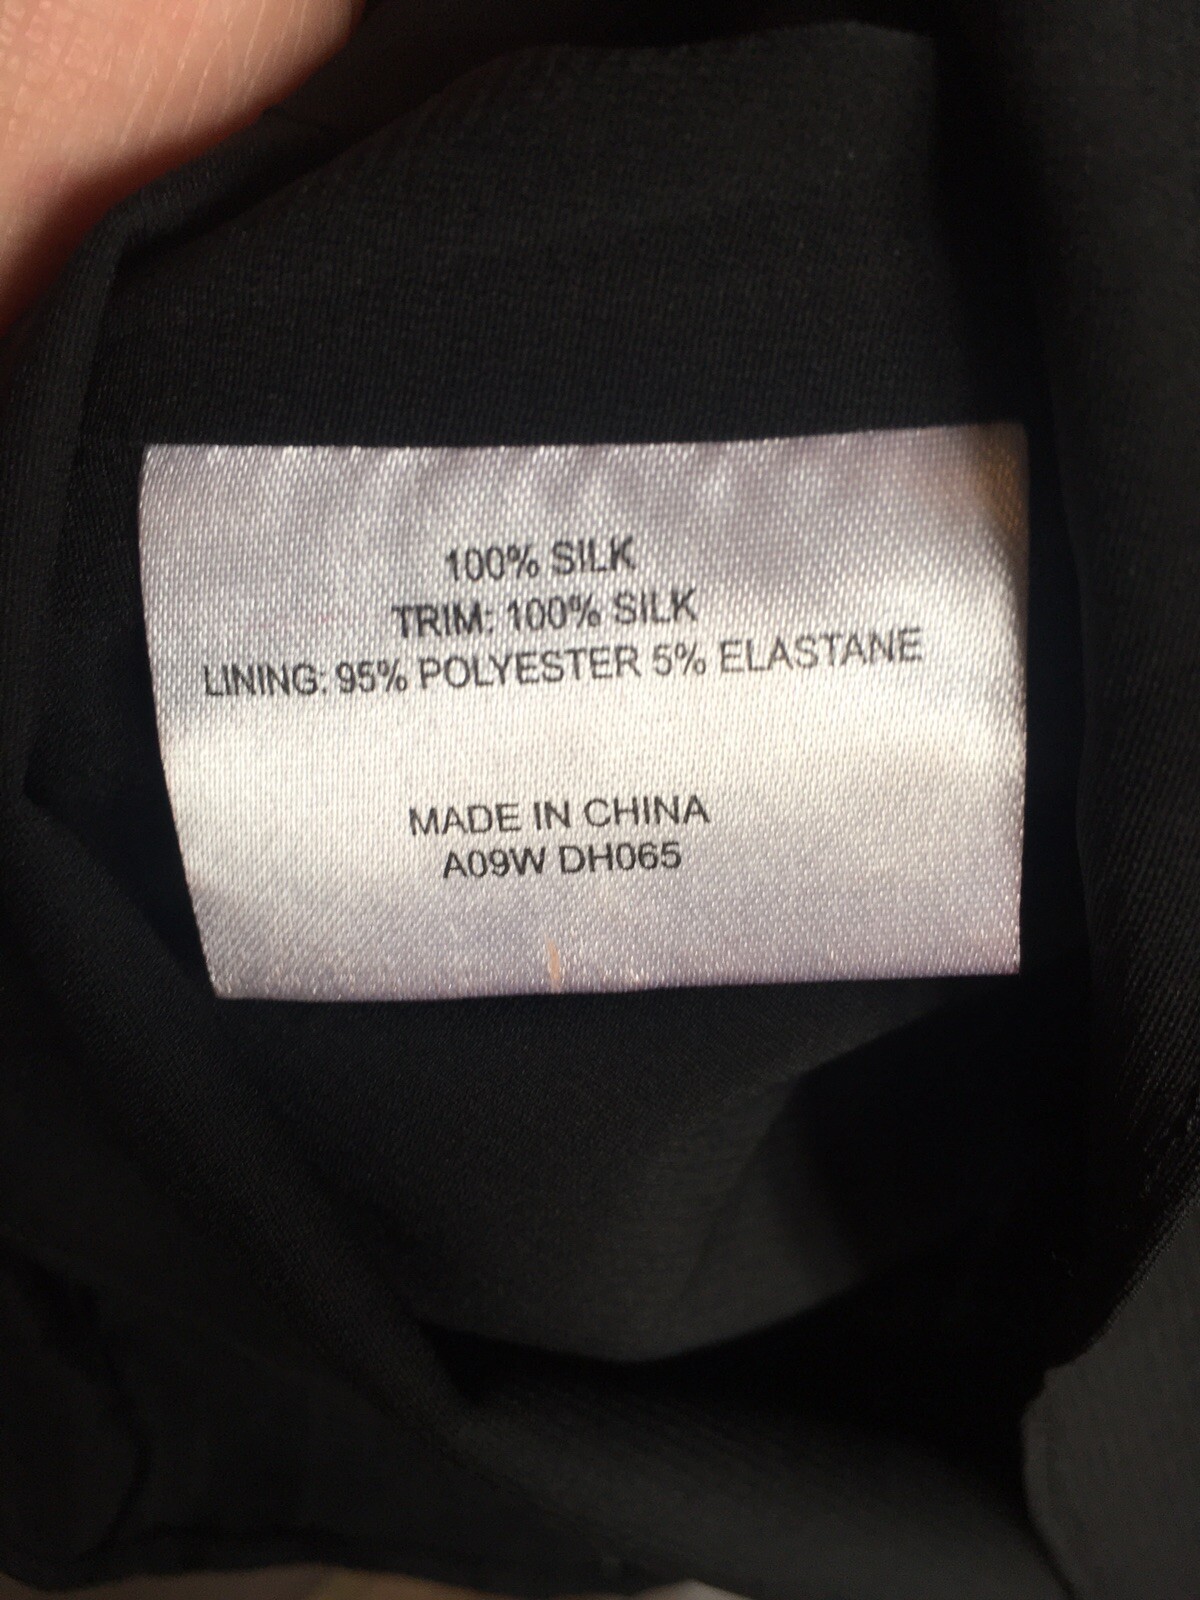 100% SILK
TRIM: 100% SILK
LINING: 95% POLYESTER 5% ELASTANE
MADE IN CHINA
A09W DH065